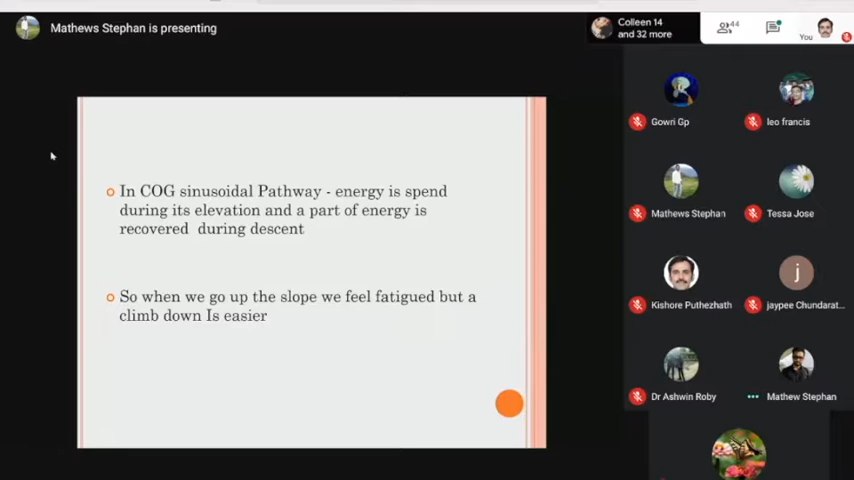 Mathews Stephan is presenting
Colleen 14
and 32 more
44
You
In COG sinusoidal Pathway - energy is spend
during its elevation and a part of energy is
recovered during descent
So when we go up the slope we feel fatigued but a
climb down Is easier
Gowri Gp
leo francis
Mathews Stephan
Tessa Jose
j
Kishore Puthezhath
jaypee Chundarat...
Dr Ashwin Roby
Mathew Stephan